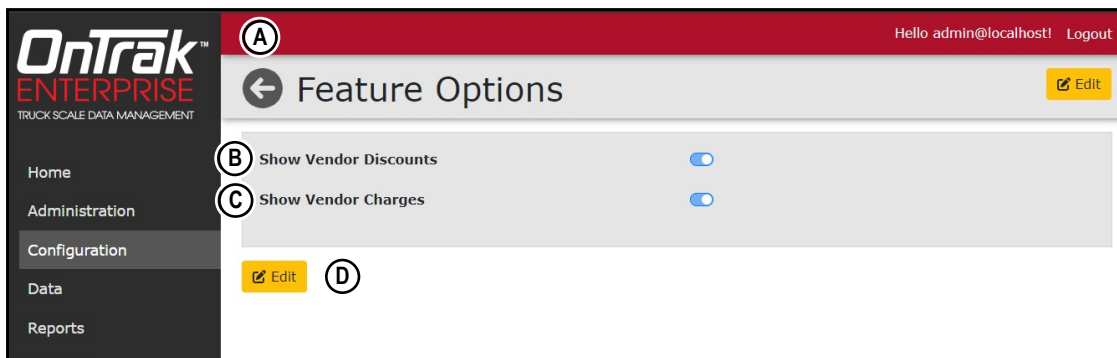 OnTrak™
ENTERPRISE
TRUCK SCALE DATA MANAGEMENT
Home
Administration
Configuration
Data
Reports
A
Hello admin@localhost! Logout
Feature Options
Edit
B Show Vendor Discounts
C Show Vendor Charges
Edit D